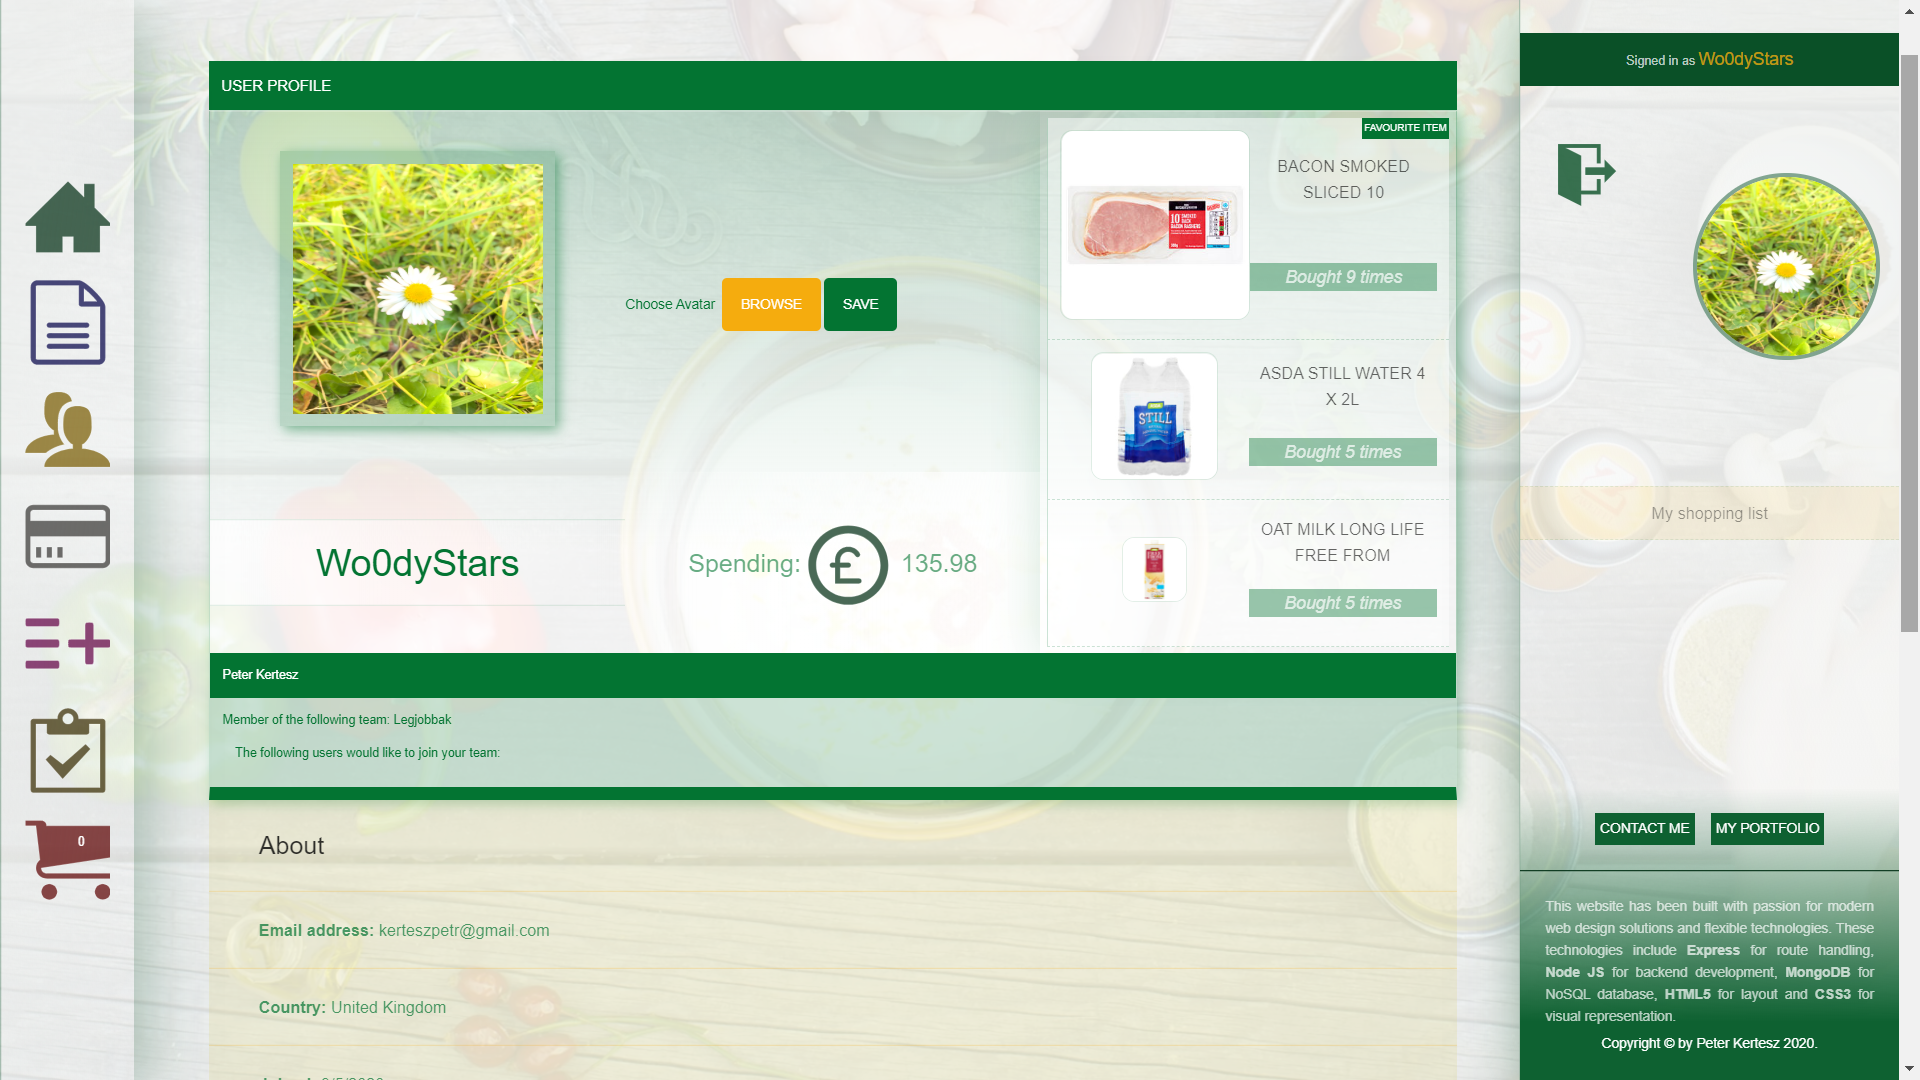 USER PROFILE
Choose Avatar
BROWSE
SAVE
Wo0dyStars
Spending:
£
135.98
FAVOURITE ITEM
BACON SMOKED
SLICED 10
Bought 9 times
ASDA STILL WATER 4
X 2L
STILL
Bought 5 times
OAT MILK LONG LIFE
FREE FROM
Bought 5 times
Peter Kertesz
Member of the following team: Legjobbak
The following users would like to join your team:
About
Email address: kerteszpetr@gmail.com
Country: United Kingdom
0
Signed in as Wo0dyStars
My shopping list
CONTACT ME
MY PORTFOLIO
This website has been built with passion for modern
web design solutions and flexible technologies. These
technologies include Express for route handling,
Node JS for backend development, MongoDB for
NoSQL database, HTML5 for layout and CSS3 for
visual representation.
Copyright © by Peter Kertesz 2020.